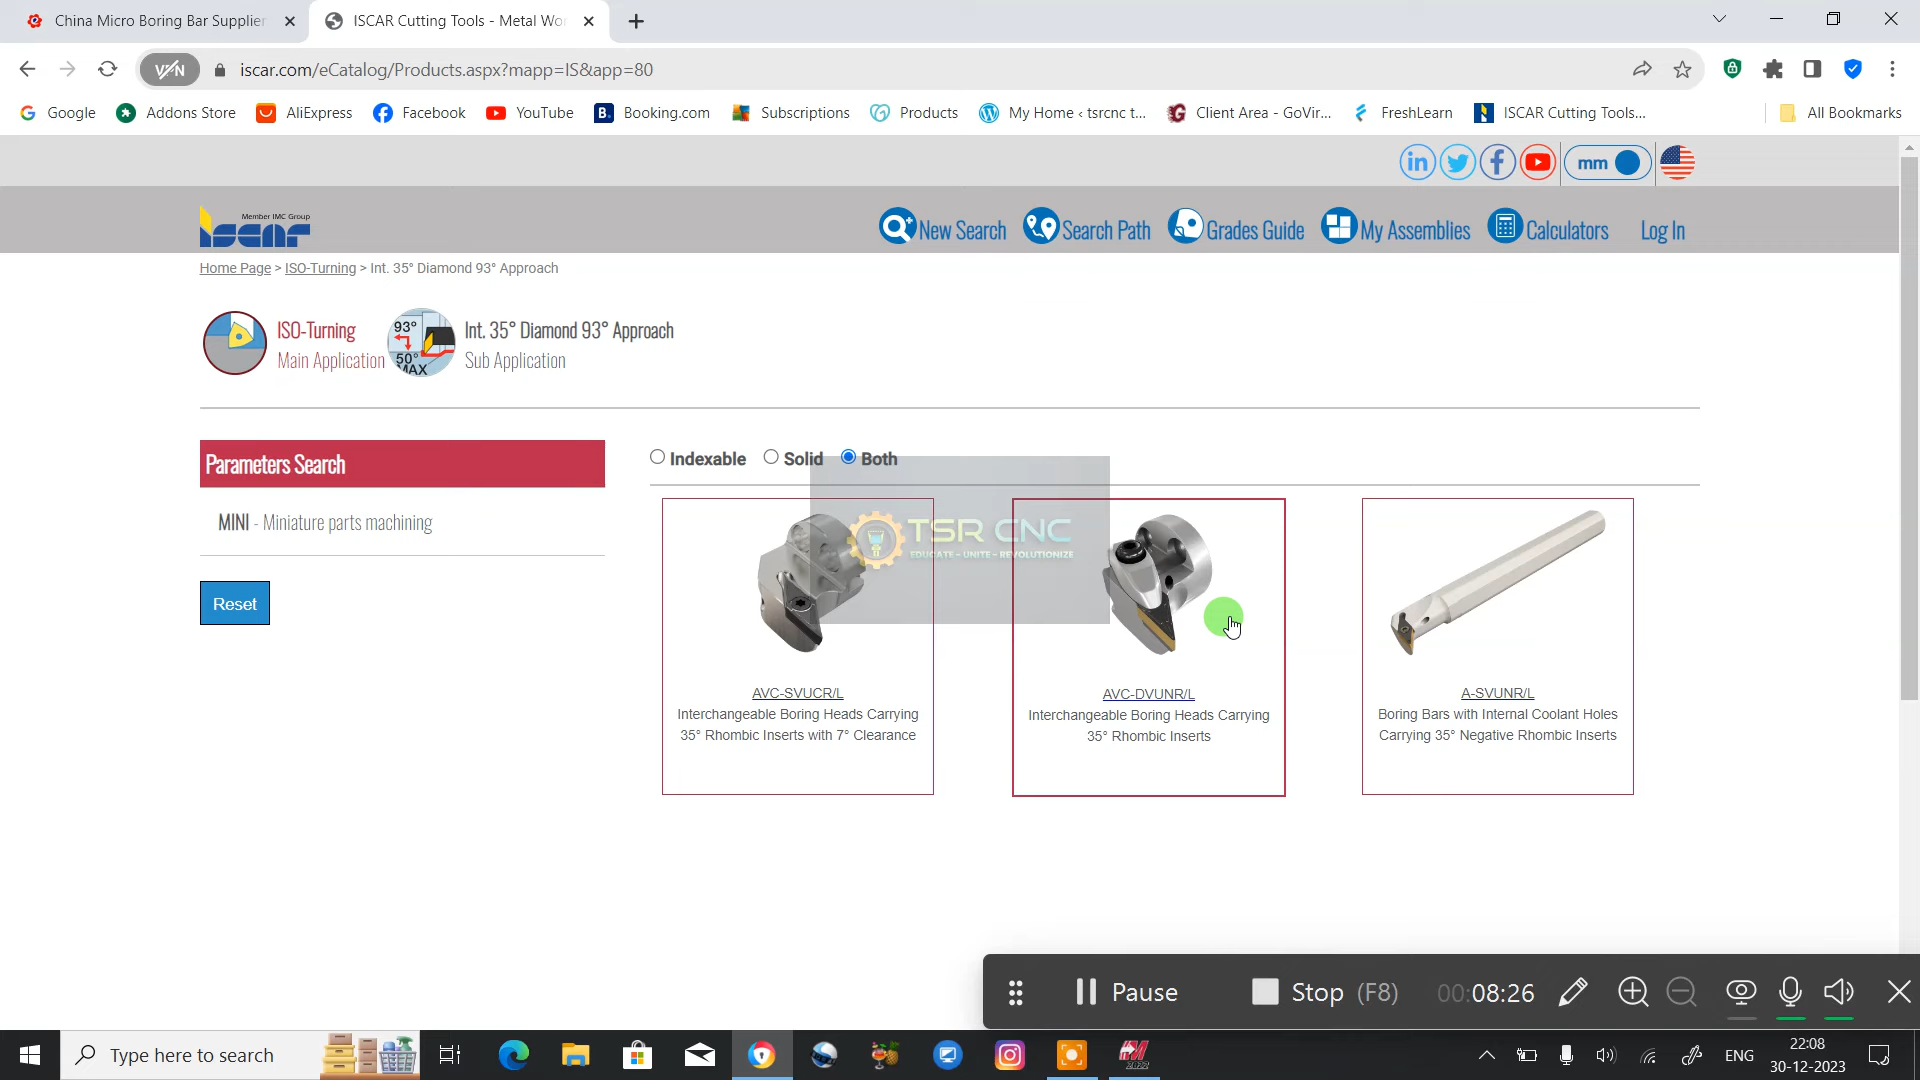 China Micro Boring Bar Supplier
ISCAR Cutting Tools - Metal Wo
VPN
iscar.com/eCatalog/Products.aspx?mapp=IS&app=80
Google
Addons Store
AliExpress
Facebook
YouTube
B.
Booking.com
Subscriptions
Products
My Home ‹ tsrcnc t...
Client Area - GoVir...
FreshLearn
ISCAR Cutting Tools...
All Bookmarks
in
mm
Member IMC Group
iscar
New Search
Search Path
Grades Guide
My Assemblies
Calculators
Log In
Home Page > ISO-Turning > Int. 35° Diamond 93° Approach
ISO-Turning
Main Application
93°
50°
MAX
Int. 35° Diamond 93° Approach
Sub Application
Parameters Search
MINI - Miniature parts machining
Reset
Indexable
Solid
Both
TSR CNC
EDUCATE - UNITE - REVOLUTIONIZE
AVC-SVUCR/L
Interchangeable Boring Heads Carrying
35° Rhombic Inserts with 7° Clearance
AVC-DVUNR/L
Interchangeable Boring Heads Carrying
35° Rhombic Inserts
A-SVUNR/L
Boring Bars with Internal Coolant Holes
Carrying 35° Negative Rhombic Inserts
Pause
Stop (F8)
00:08:26
Type here to search
2022
ENG
22:08
30-12-2023